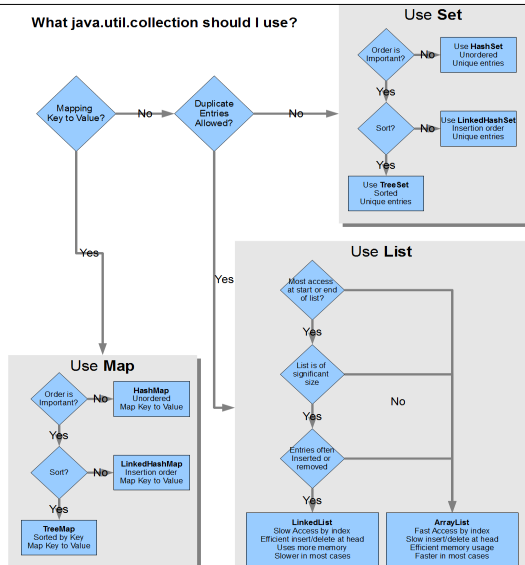 What java.util.collection should I use?
Mapping
Key to Value?
No
Duplicate
Entries
Allowed?
No
Yes
Yes
Use Set
Order is
Important?
No
Use HashSet
Unordered
Unique entries
Yes
Sort?
No
Use LinkedHashSet
Insertion order
Unique entries
Yes
Use TreeSet
Sorted
Unique entries
Use List
Most access
at start or end
of list?
Yes
List is of
significant
size
No
Yes
Entries often
Inserted or
removed
Yes
LinkedList
Slow Access by index
Efficient insert/delete at head
Uses more memory
Slower in most cases
ArrayList
Fast Access by index
Slow insert/delete at head
Efficient memory usage
Faster in most cases
Use Map
Order is
Important?
No
HashMap
Unordered
Map Key to Value
Yes
Sort?
No
LinkedHashMap
Insertion order
Map Key to Value
Yes
TreeMap
Sorted by Key
Map Key to Value